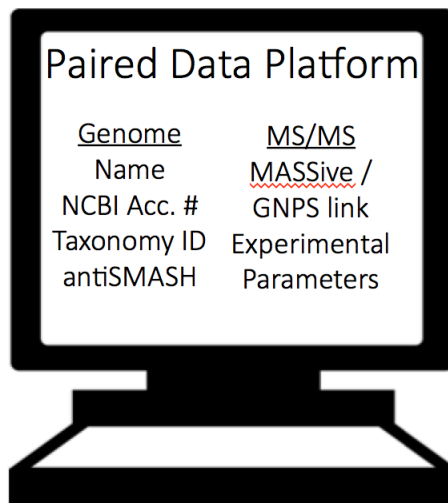 Paired Data Platform
Genome
Name
NCBI Acc. #
Taxonomy ID
antiSMASH
MS/MS
MASSive /
GNPS link
Experimental
Parameters